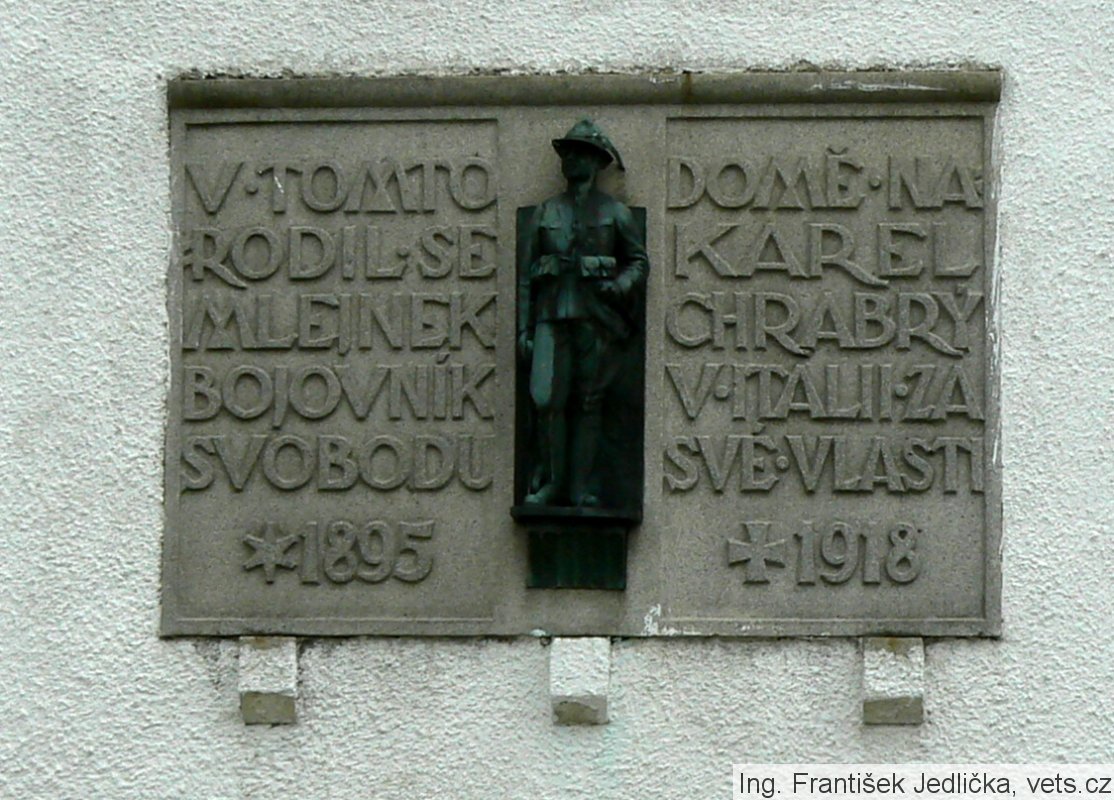 V·TOMTO DOMĚ·NA-
-RODIL·SE KAREL
MLEJNEK CHRABRÝ
BOJOVNÍK V·ITALII·ZA
SVOBODU SVÉ·VLASTI
*1895 ✠1918
Ing. František Jedlička, vets.cz